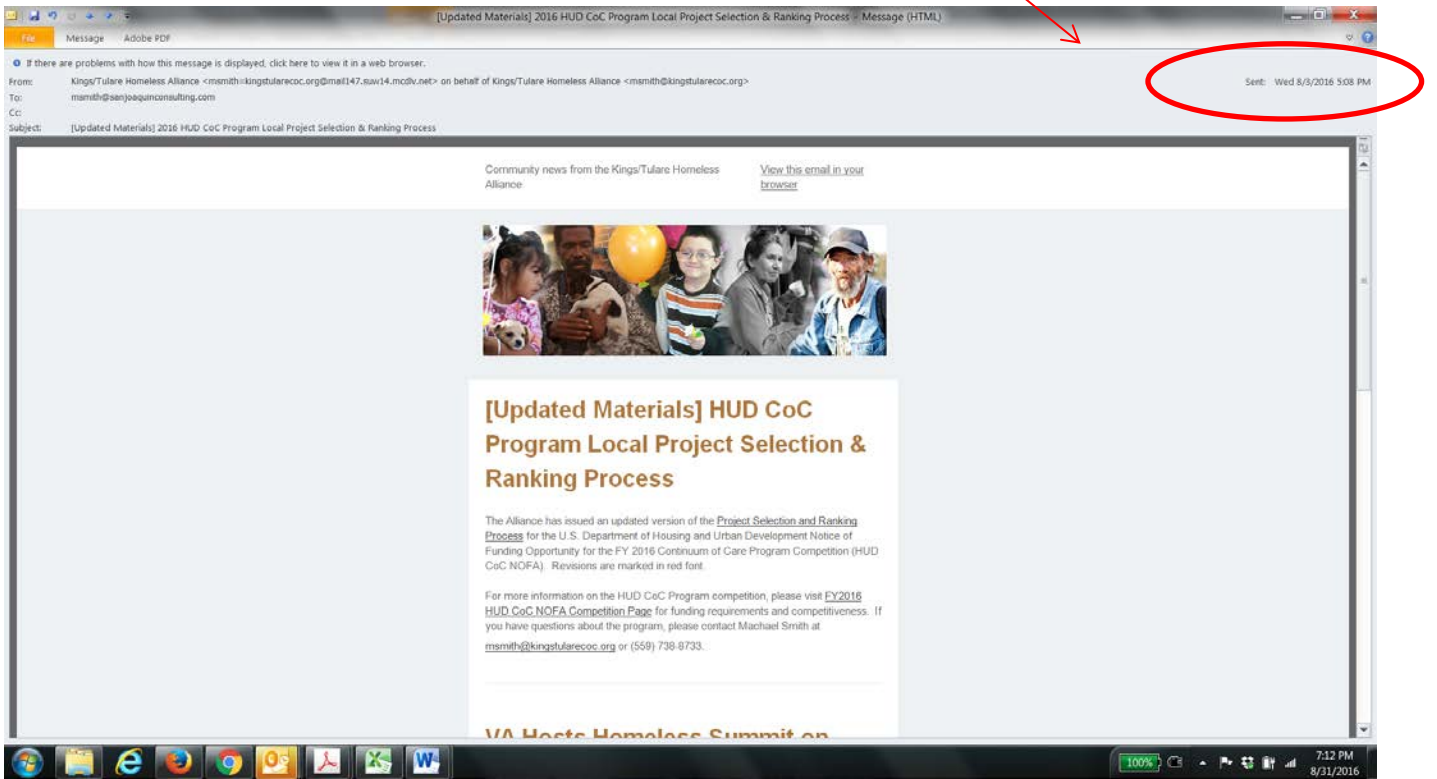 [Updated Materials] 2016 HUD CoC Program Local Project Selection & Ranking Process - Message (HTML)
File Message Adobe PDF
If there are problems with how this message is displayed, click here to view it in a web browser.
From: Kings/Tulare Homeless Alliance <msmith=kingstularecoc.org@mail147.suw14.mcdlv.net> on behalf of Kings/Tulare Homeless Alliance <msmith@kingstularecoc.org>
Sent: Wed 8/3/2016 5:08 PM
To: msmith@sanjoaquinconsulting.com
Cc:
Subject: [Updated Materials] 2016 HUD CoC Program Local Project Selection & Ranking Process
Community news from the Kings/Tulare Homeless
Alliance
View this email in your
browser
[Updated Materials] HUD CoC
Program Local Project Selection &
Ranking Process
The Alliance has issued an updated version of the Project Selection and Ranking
Process for the U.S. Department of Housing and Urban Development Notice of
Funding Opportunity for the FY 2016 Continuum of Care Program Competition (HUD
CoC NOFA). Revisions are marked in red font.
For more information on the HUD CoC Program competition, please visit FY2016
HUD CoC NOFA Competition Page for funding requirements and competitiveness. If
you have questions about the program, please contact Machael Smith at
msmith@kingstularecoc.org or (559) 738-8733.
VA Hosts Homeless Summit on
100%
7:12 PM
8/31/2016